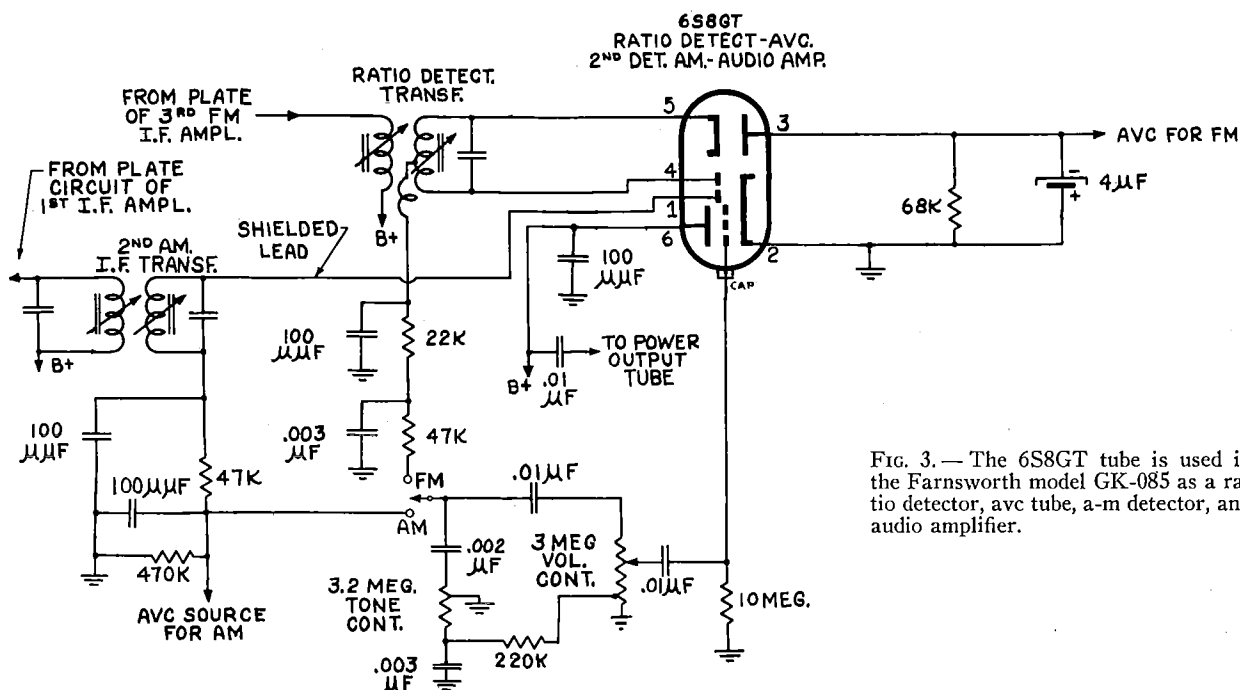 6S8GT
RATIO DETECT-AVC.
2ND DET. AM.-AUDIO AMP.
RATIO DETECT.
TRANSF.
FROM PLATE
OF 3RD FM
I.F. AMPL.
5
3
AVC FOR FM
FROM PLATE
CIRCUIT OF
1ST I.F. AMPL.
B+
4
68K
-
4µF
+
SHIELDED
LEAD
1
6
2
2ND AM.
I.F. TRANSF.
100
µµF
CAP
B+
100
µµF
22K
TO POWER
OUTPUT
TUBE
B+
.01
µF
100
µµF
.003
µF
47K
47K
FM
.01µF
100µµF
AM
.002
µF
3 MEG
VOL.
CONT.
.01µF
470K
3.2 MEG.
TONE
CONT.
10MEG.
AVC SOURCE
FOR AM
220K
.003
µF
FIG. 3. — The 6S8GT tube is used i
the Farnsworth model GK-085 as a ra
tio detector, avc tube, a-m detector, an
audio amplifier.